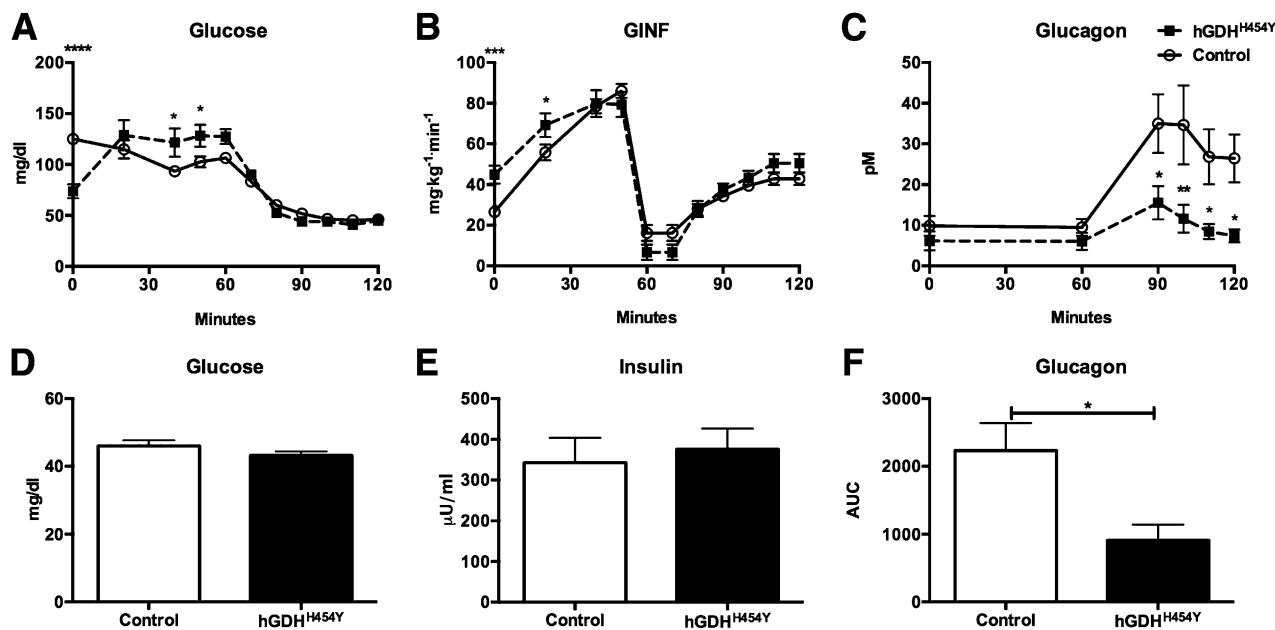 A
Glucose
****
mg/dl
200
150
100
50
0
* *
0 30 60 90 120
Minutes
B
GINF
***
mg·kg⁻¹·min⁻¹
100
80
60
40
20
0
*
0 30 60 90 120
Minutes
C
Glucagon
hGDHH454Y
Control
pM
50
40
30
20
10
0
* ** * *
0 30 60 90 120
Minutes
D
Glucose
mg/dl
60
40
20
0
Control hGDHH454Y
E
Insulin
µU/ml
500
400
300
200
100
0
Control hGDHH454Y
F
Glucagon
AUC
3000
2000
1000
0
*
Control hGDHH454Y